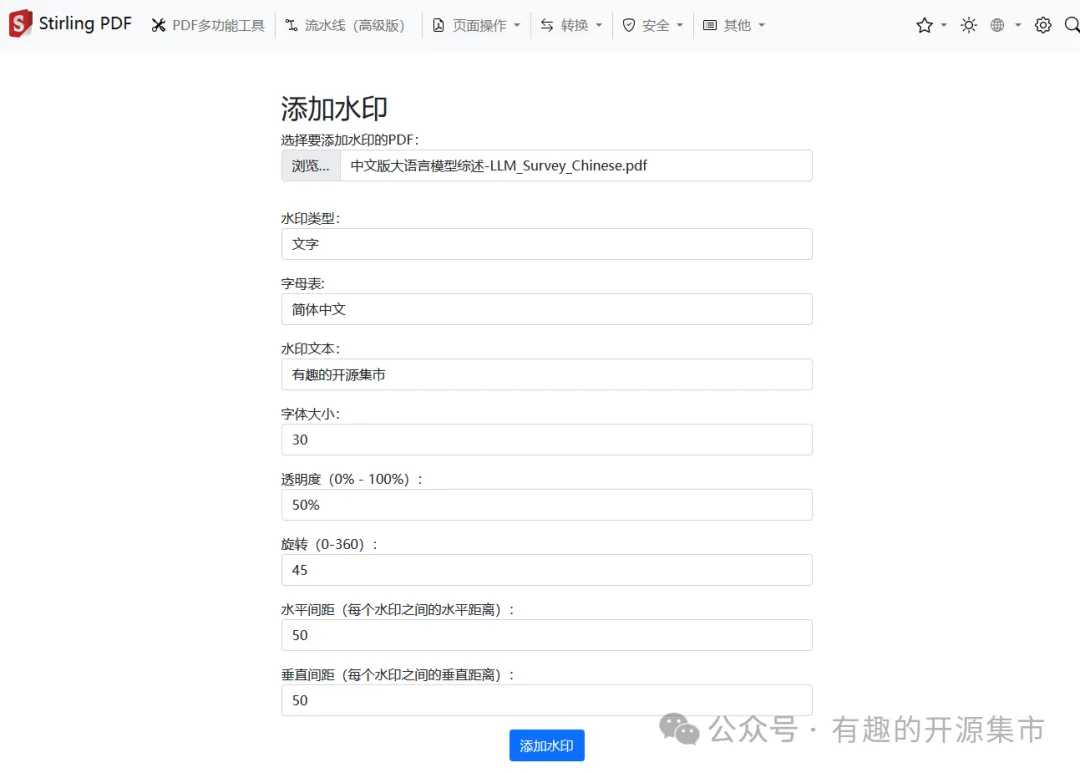 Stirling PDF PDF多功能工具 流水线（高级版） 页面操作 转换 安全 其他
添加水印
选择要添加水印的PDF:
浏览... 中文版大语言模型综述-LLM_Survey_Chinese.pdf
水印类型:
文字
字母表:
简体中文
水印文本:
有趣的开源集市
字体大小:
30
透明度（0% - 100%）:
50%
旋转（0-360）:
45
水平间距（每个水印之间的水平距离）:
50
垂直间距（每个水印之间的垂直距离）:
50
公众号 · 有趣的开源集市
添加水印